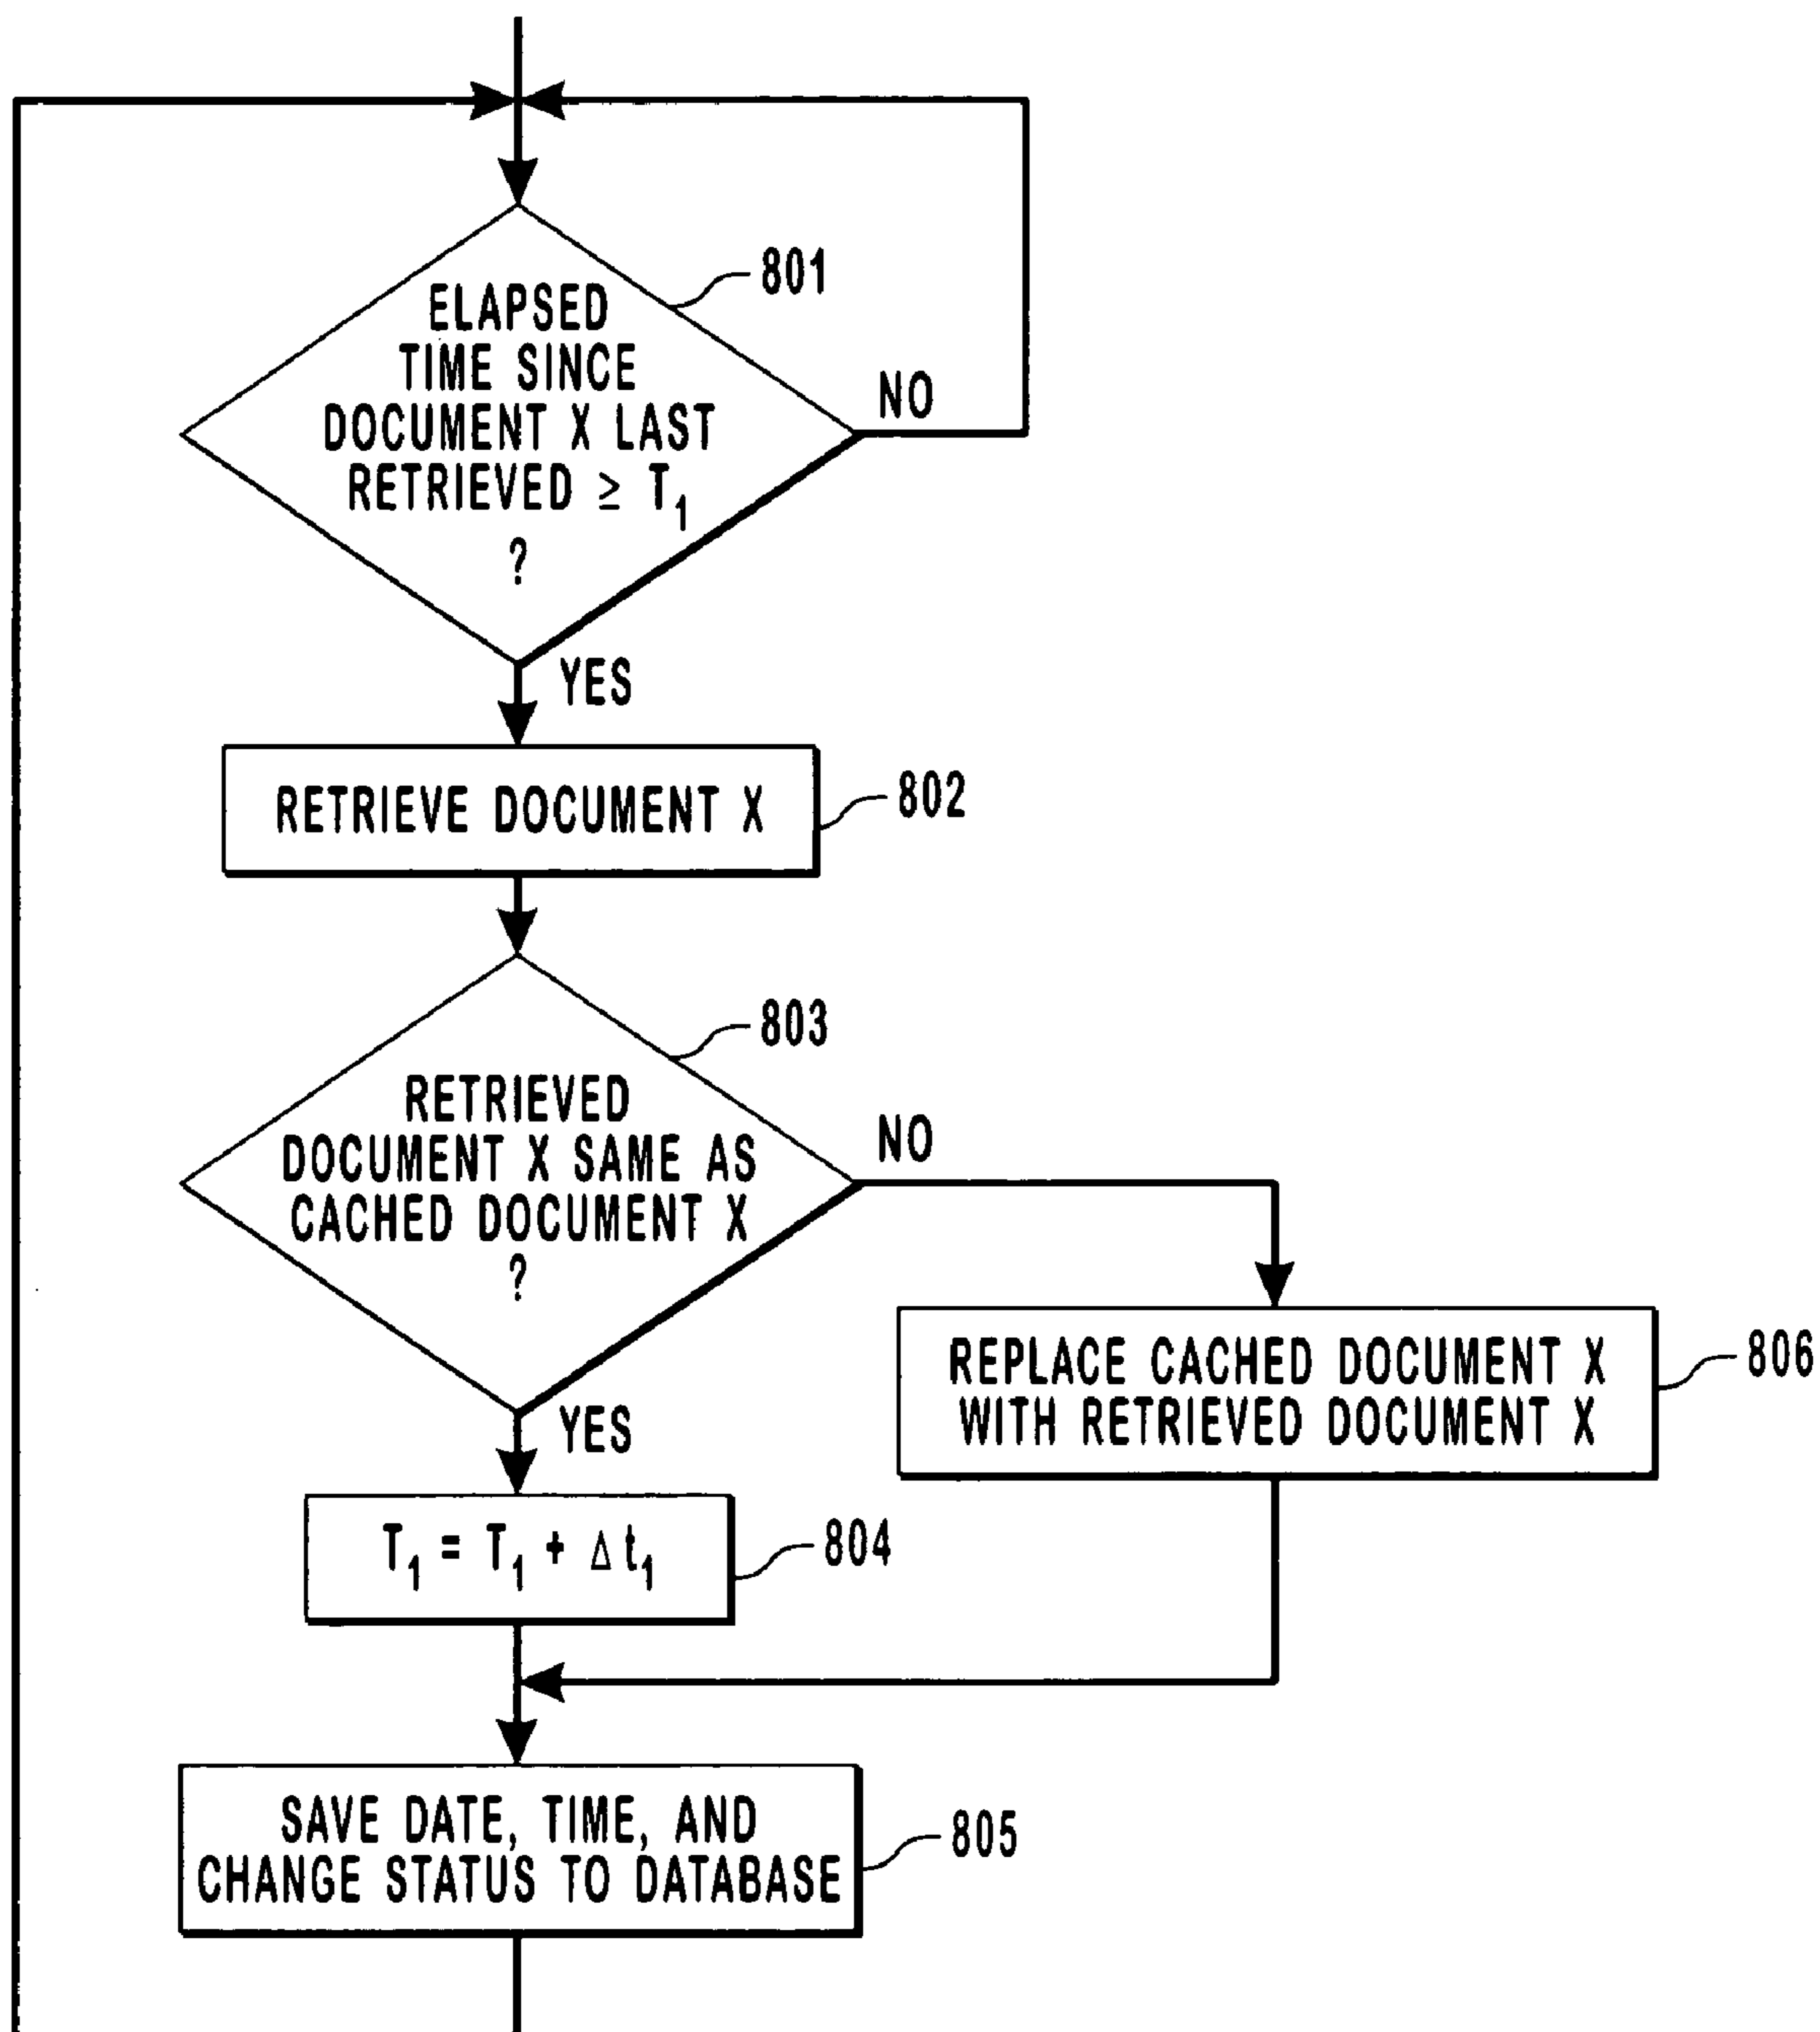 801
ELAPSED
TIME SINCE
DOCUMENT X LAST
RETRIEVED ≥ T₁
?
NO
YES
RETRIEVE DOCUMENT X
802
803
RETRIEVED
DOCUMENT X SAME AS
CACHED DOCUMENT X
?
NO
YES
REPLACE CACHED DOCUMENT X
WITH RETRIEVED DOCUMENT X
806
T₁ = T₁ + Δ t₁
804
SAVE DATE, TIME, AND
CHANGE STATUS TO DATABASE
805